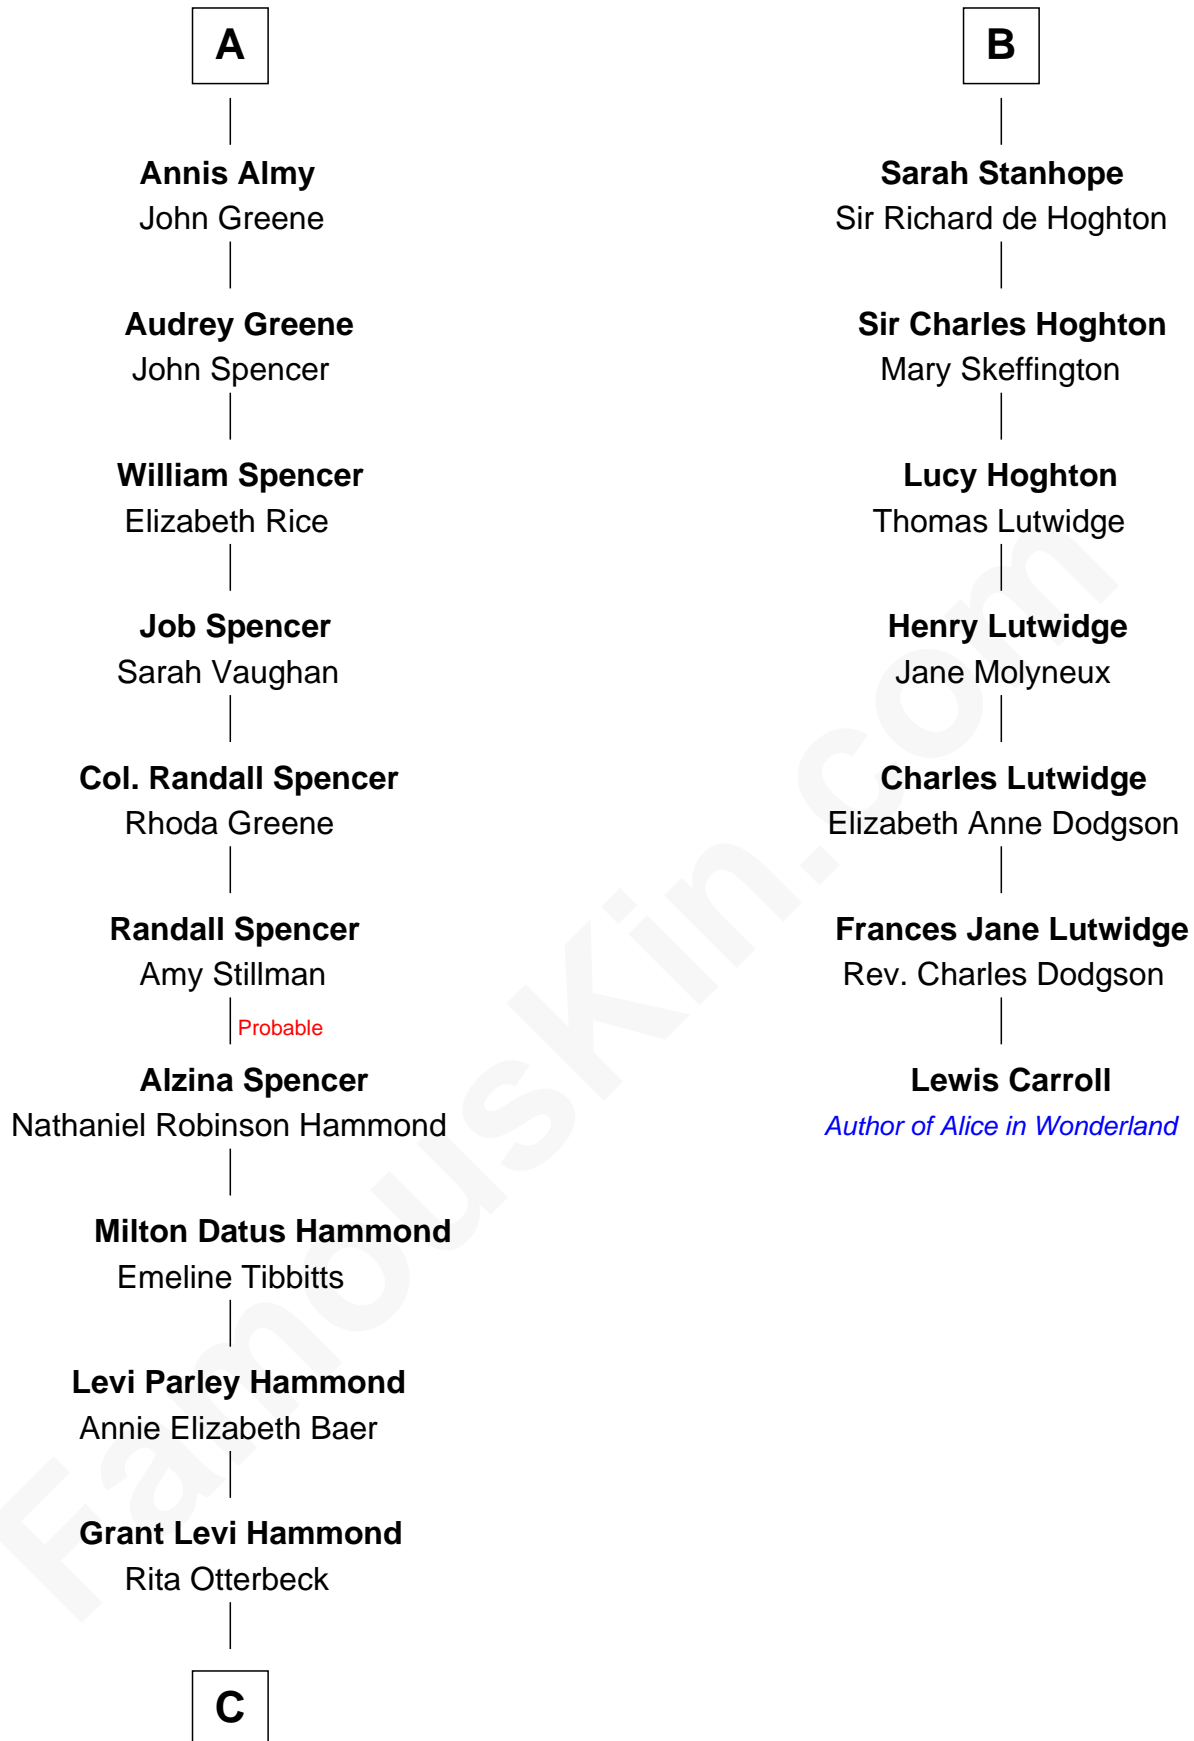 A
Annis Almy
John Greene
Audrey Greene
John Spencer
William Spencer
Elizabeth Rice
Job Spencer
Sarah Vaughan
Col. Randall Spencer
Rhoda Greene
Randall Spencer
Amy Stillman
Probable
Alzina Spencer
Nathaniel Robinson Hammond
Milton Datus Hammond
Emeline Tibbitts
Levi Parley Hammond
Annie Elizabeth Baer
Grant Levi Hammond
Rita Otterbeck
C
B
Sarah Stanhope
Sir Richard de Hoghton
Sir Charles Hoghton
Mary Skeffington
Lucy Hoghton
Thomas Lutwidge
Henry Lutwidge
Jane Molyneux
Charles Lutwidge
Elizabeth Anne Dodgson
Frances Jane Lutwidge
Rev. Charles Dodgson
Lewis Carroll
Author of Alice in Wonderland
FamousKin.com